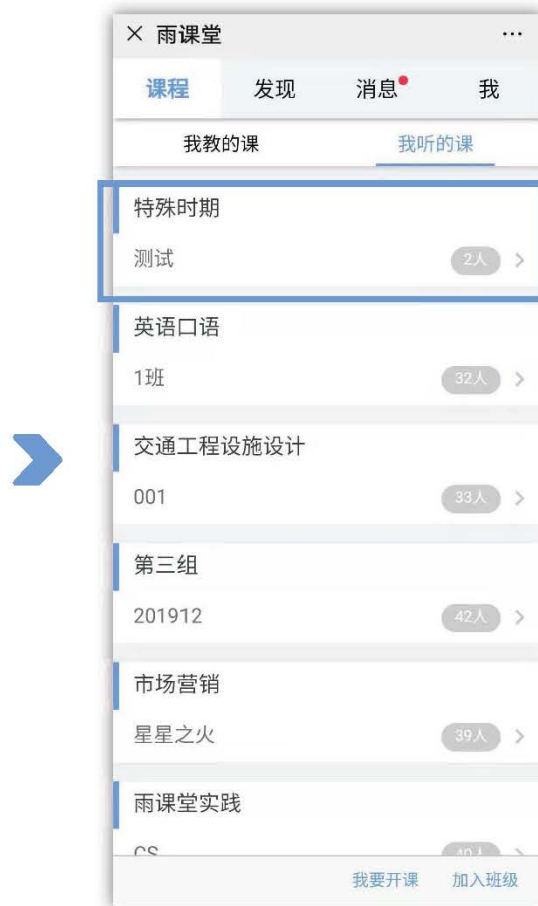 × 雨课堂 ...
课程 发现 消息 我
我教的课 我听的课
特殊时期
测试 2人 >
英语口语
1班 32人 >
交通工程设施设计
001 33人 >
第三组
201912 42人 >
市场营销
星星之火 39人 >
雨课堂实践
我要开课 加入班级